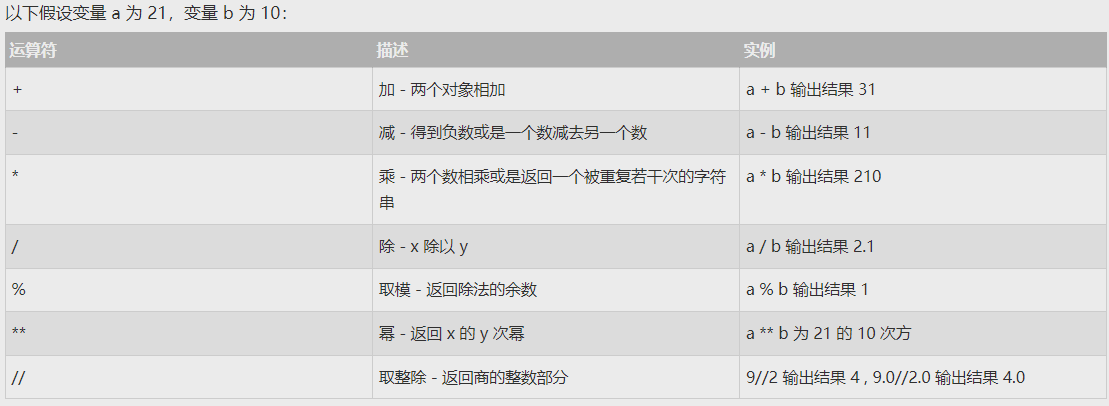 以下假设变量 a 为 21，变量 b 为 10：
运算符 描述 实例
+ 加 - 两个对象相加 a + b 输出结果 31
- 减 - 得到负数或是一个数减去另一个数 a - b 输出结果 11
* 乘 - 两个数相乘或是返回一个被重复若干次的字符 a * b 输出结果 210
串
/ 除 - x 除以 y a / b 输出结果 2.1
% 取模 - 返回除法的余数 a % b 输出结果 1
** 幂 - 返回 x 的 y 次幂 a ** b 为 21 的 10 次方
// 取整除 - 返回商的整数部分 9//2 输出结果 4 , 9.0//2.0 输出结果 4.0